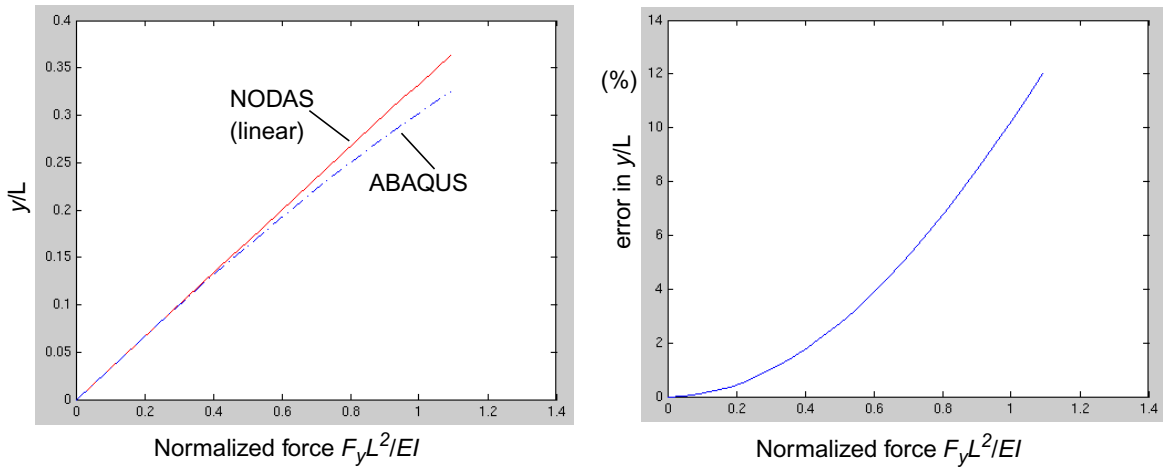 0.4
0.35
0.3
0.25
0.2
0.15
0.1
0.05
0
y/L
NODAS
(linear)
ABAQUS
0 0.2 0.4 0.6 0.8 1 1.2 1.4
Normalized force FyL²/EI
14
12
10
8
6
4
2
0
(%)
error in y/L
0 0.2 0.4 0.6 0.8 1 1.2 1.4
Normalized force FyL²/EI